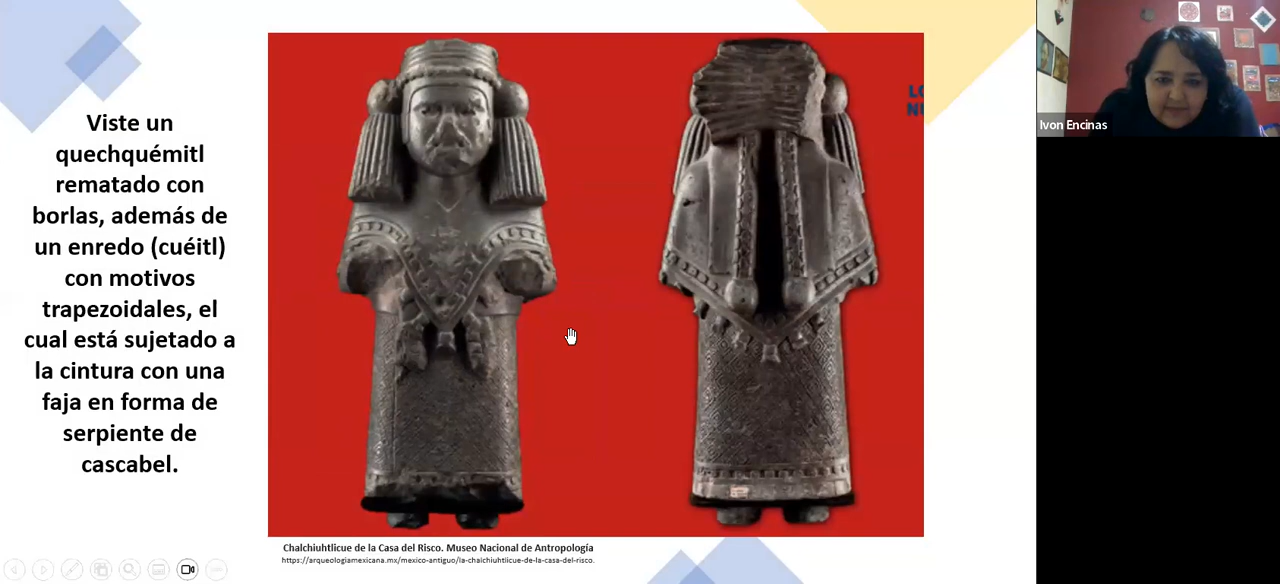 Viste un
quechquémitl
rematado con
borlas, además de
un enredo (cuéitl)
con motivos
trapezoidales, el
cual está sujetado a
la cintura con una
faja en forma de
serpiente de
cascabel.
Chalchiuhtlicue de la Casa del Risco. Museo Nacional de Antropología
https://arqueologiamexicana.mx/mexico-antiguo/la-chalchiuhtlicue-de-la-casa-del-risco.
Ivon Encinas